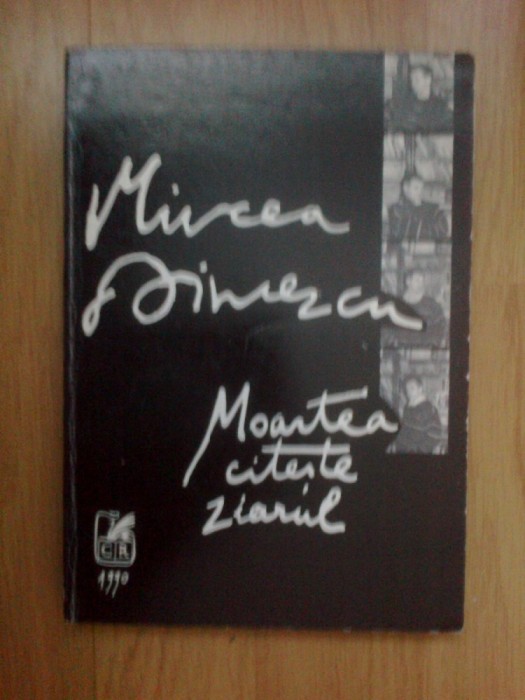 Mircea
Dinescu
Moartea
citește
ziarul
CR
1990